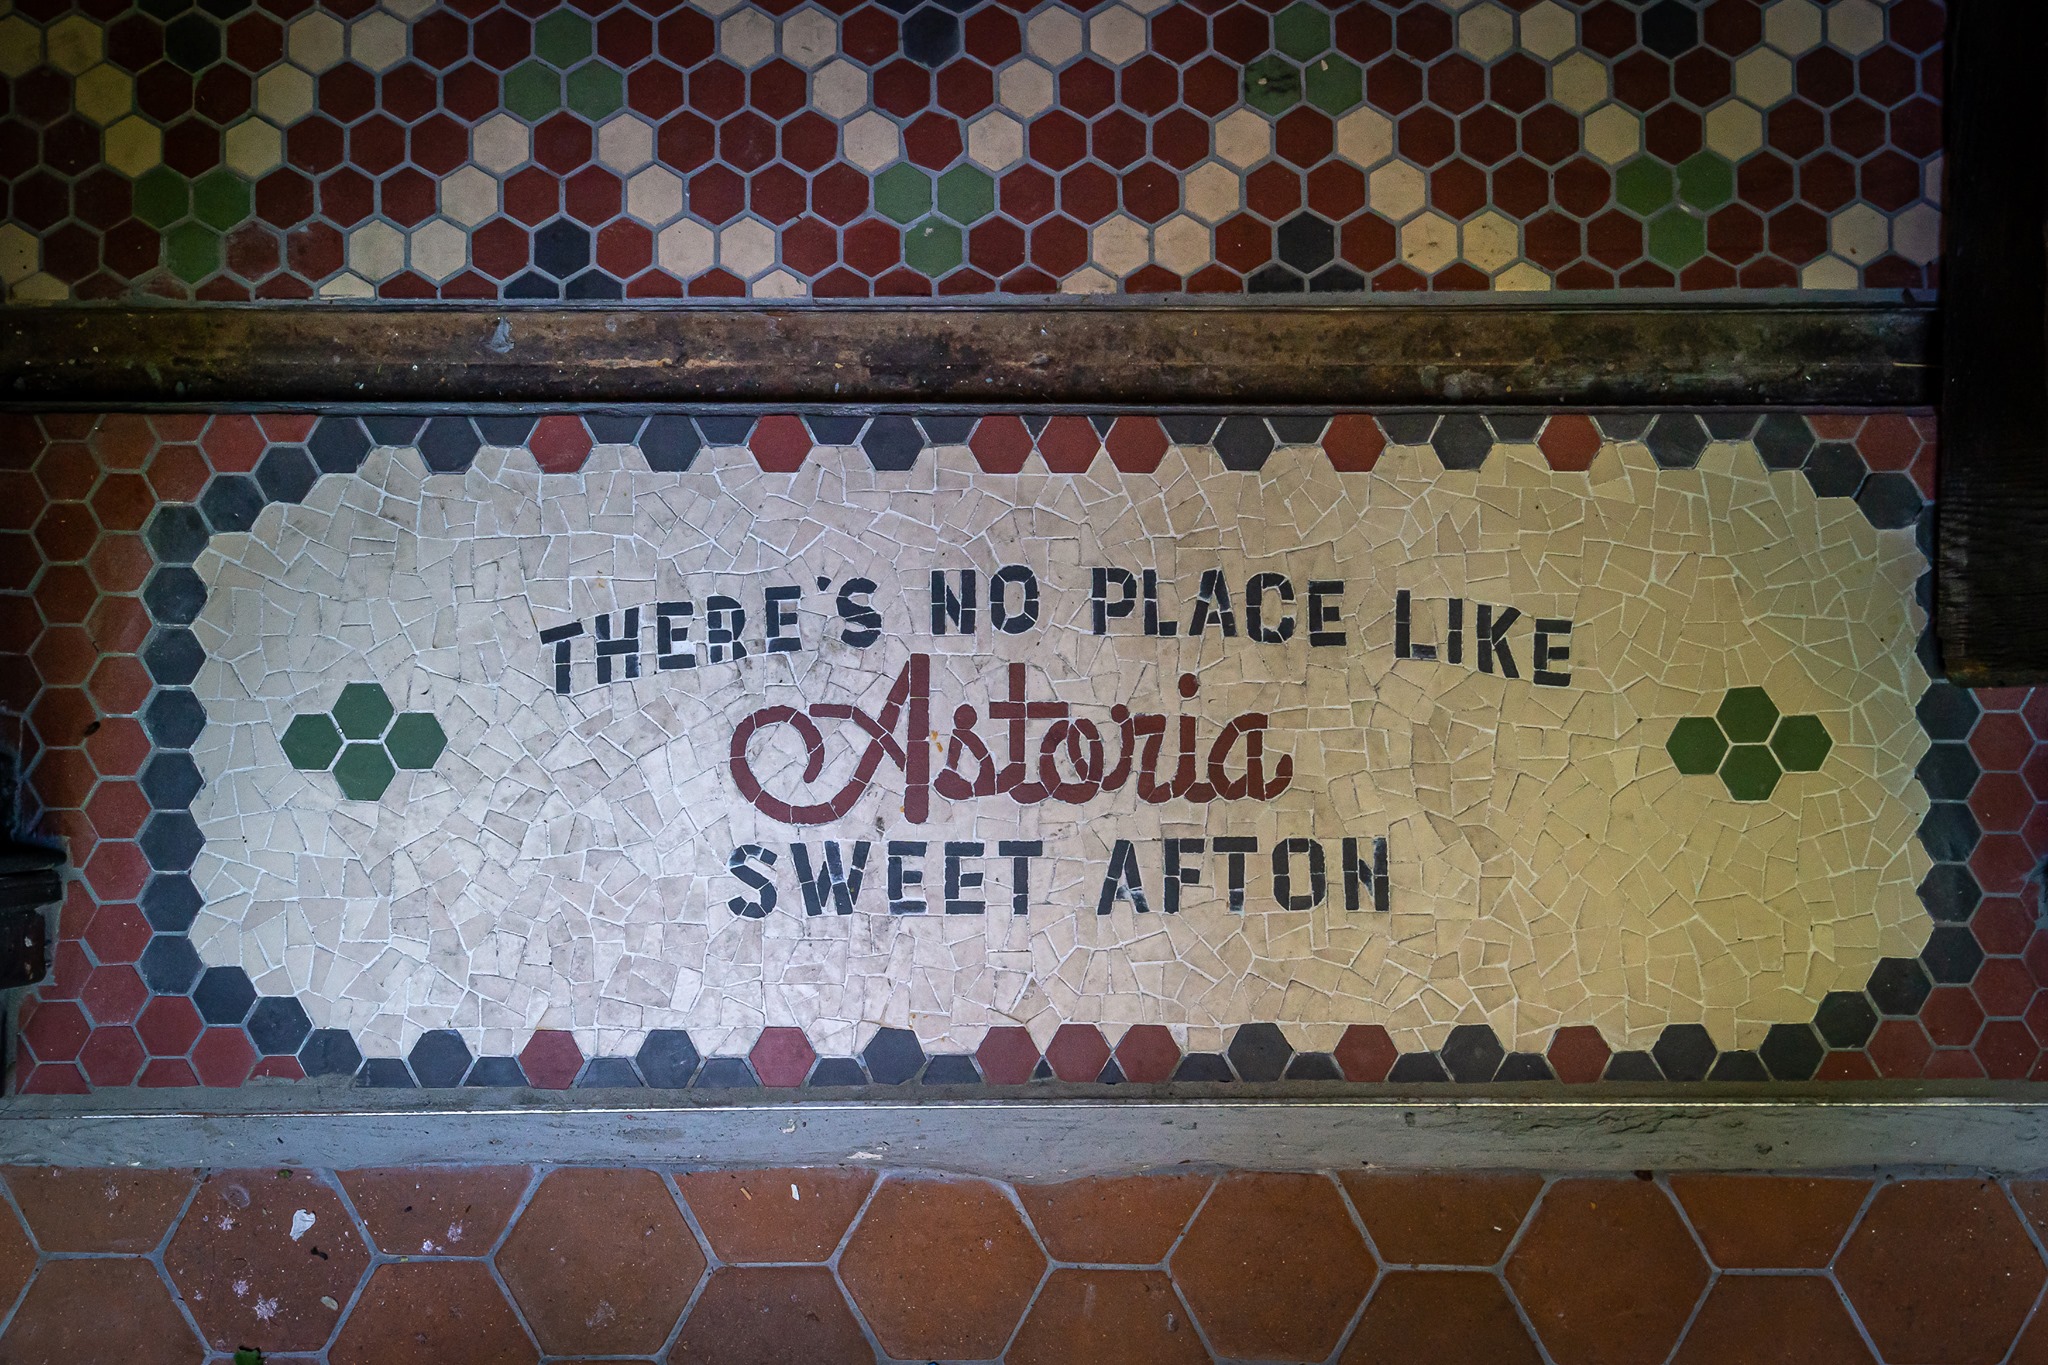 THERE'S NO PLACE LIKE
Astoria
SWEET AFTON